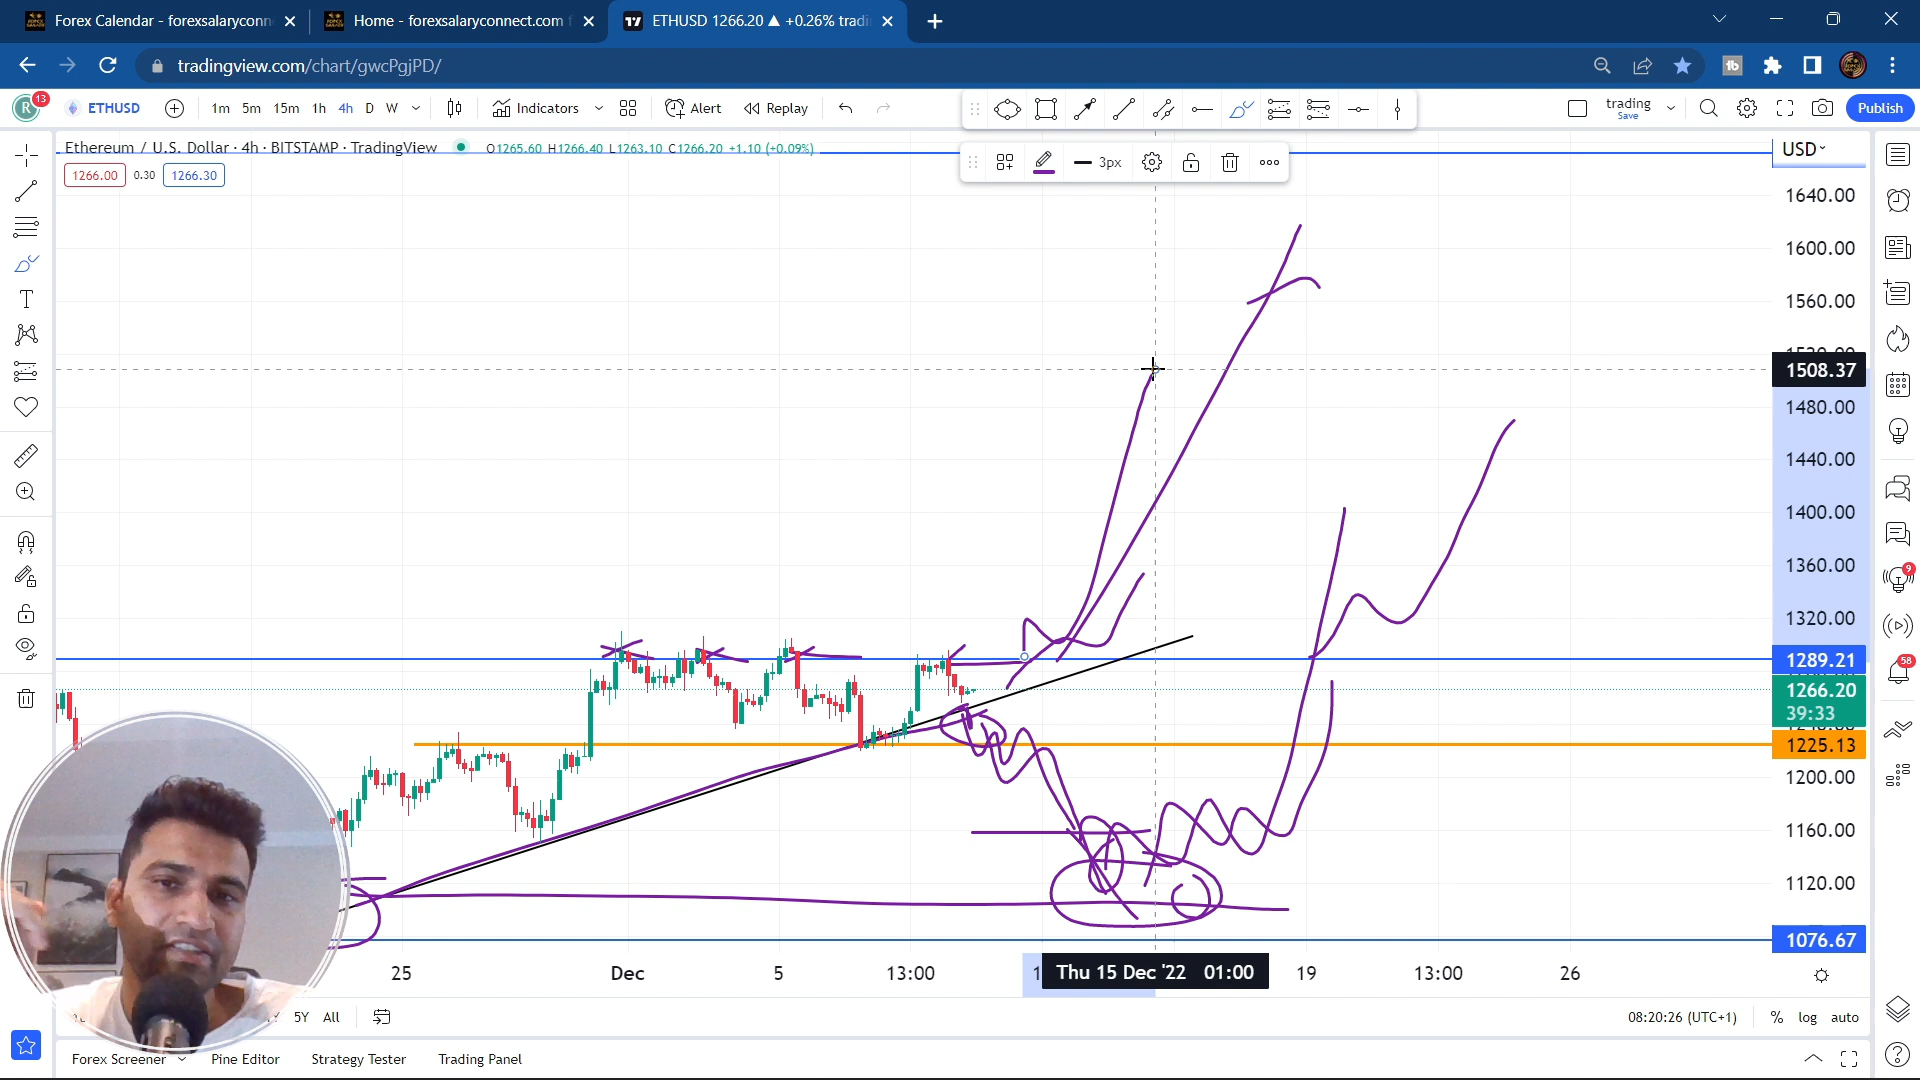 Forex Calendar - forexsalaryconn
Home - forexsalaryconnect.com f
ETHUSD 1266.20 ▲ +0.26% tradi
tradingview.com/chart/gwcPgjPD/
R 13
ETHUSD
1m 5m 15m 1h 4h D W
Indicators
Alert
Replay
trading
Save
Publish
Ethereum / U.S. Dollar · 4h · BITSTAMP · TradingView
O1265.60 H1266.40 L1263.10 C1266.20 +1.10 (+0.09%)
1266.00 0.30 1266.30
3px
USD
1640.00
1600.00
1560.00
1508.37
1480.00
1440.00
1400.00
1360.00
1320.00
1289.21
1266.20
39:33
1225.13
1200.00
1160.00
1120.00
1076.67
9
58
25 Dec 5 13:00 1 Thu 15 Dec '22 01:00 19 13:00 26
5Y All
08:20:26 (UTC+1) % log auto
Forex Screener Pine Editor Strategy Tester Trading Panel